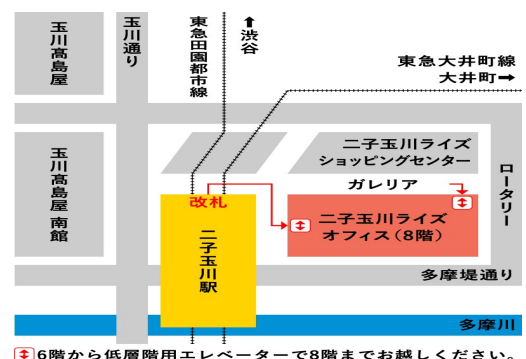 玉川髙島屋
玉川通り
東急田園都市線
↑渋谷
東急大井町線
大井町→
玉川髙島屋 南館
二子玉川ライズ
ショッピングセンター
ガレリア
ロータリー
改札
二子玉川駅
二子玉川ライズ
オフィス(8階)
多摩堤通り
多摩川
6階から低層階用エレベーターで8階までお越しください。